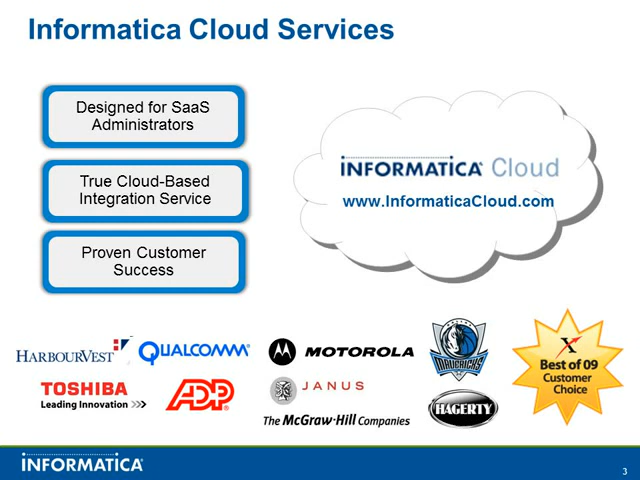 Informatica Cloud Services
Designed for SaaS
Administrators
True Cloud-Based
Integration Service
Proven Customer
Success
INFORMATICA® Cloud
www.InformaticaCloud.com
HARBOURVEST
QUALCOMM®
MOTOROLA
MAVERICKS
TOSHIBA
Leading Innovation >>>
ADP
JANUS
The McGraw·Hill Companies
HAGERTY
X
Best of 09
Customer
Choice
INFORMATICA®
3